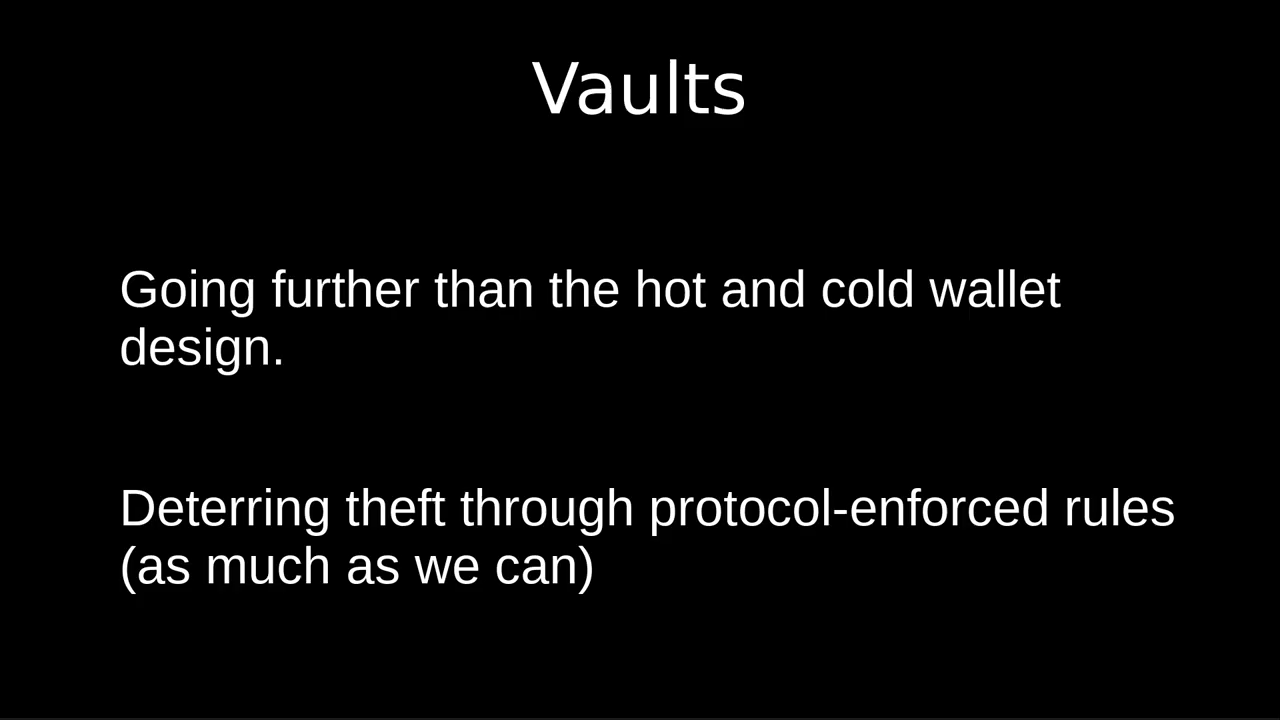 Vaults
Going further than the hot and cold wallet
design.
Deterring theft through protocol-enforced rules
(as much as we can)